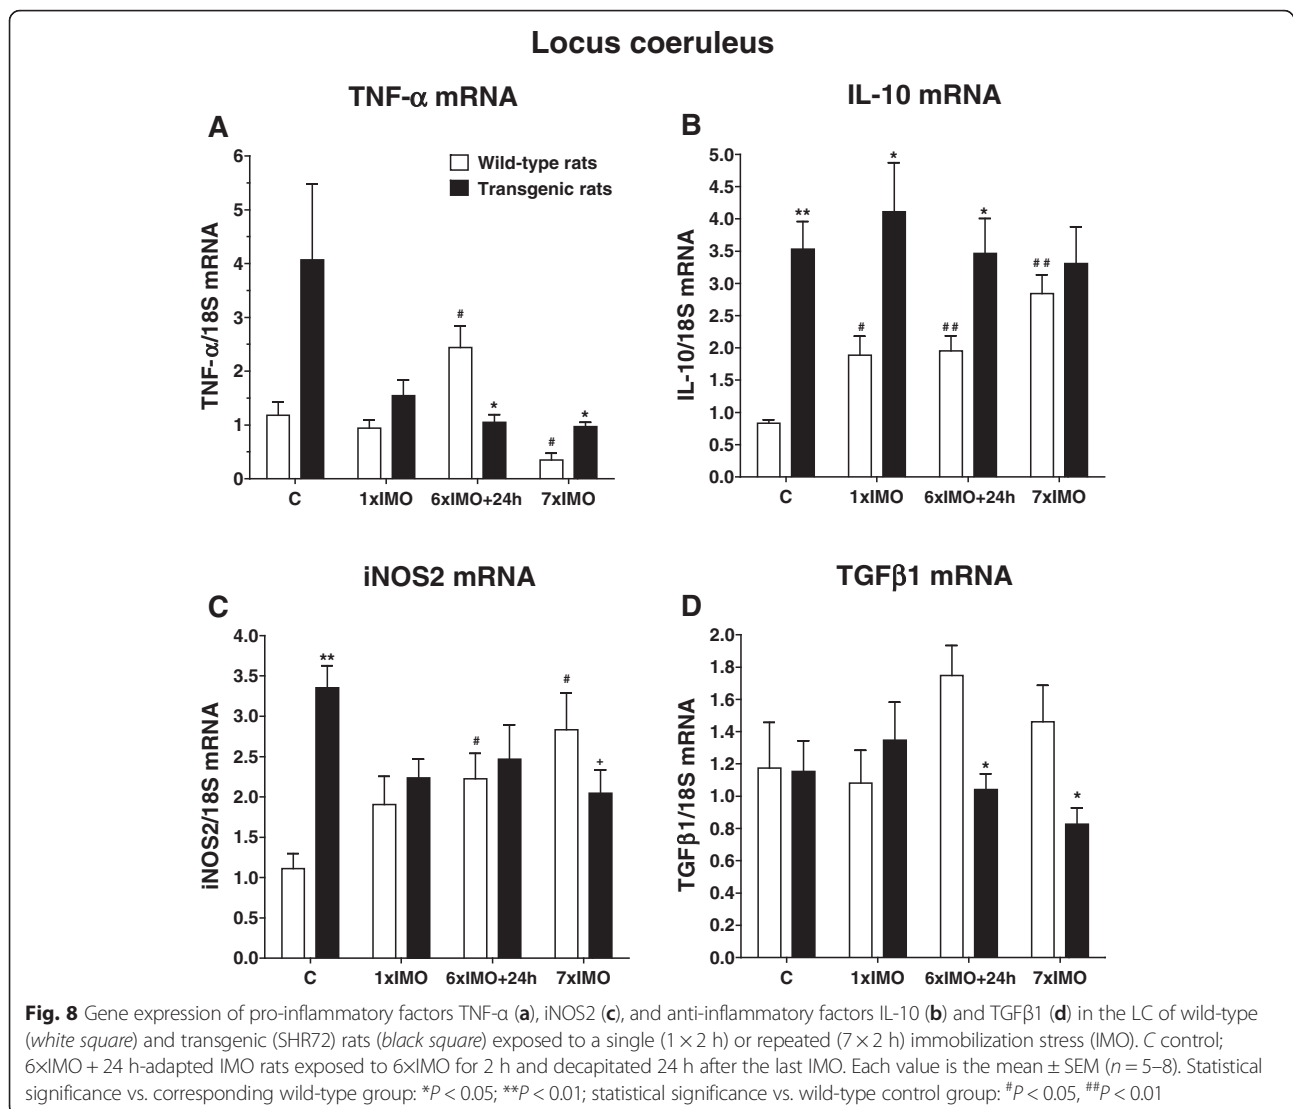 Locus coeruleus
TNF-α mRNA
A
6
5
4
3
2
1
0
TNF-α/18S mRNA
Wild-type rats
Transgenic rats
#
*
#
*
C 1xIMO 6xIMO+24h 7xIMO
IL-10 mRNA
B
5.0
4.5
4.0
3.5
3.0
2.5
2.0
1.5
1.0
0.5
0.0
IL-10/18S mRNA
**
#
*
##
*
##
C 1xIMO 6xIMO+24h 7xIMO
iNOS2 mRNA
C
4.0
3.5
3.0
2.5
2.0
1.5
1.0
0.5
0.0
iNOS2/18S mRNA
**
#
#
+
C 1xIMO 6xIMO+24h 7xIMO
TGFβ1 mRNA
D
2.0
1.8
1.6
1.4
1.2
1.0
0.8
0.6
0.4
0.2
0.0
TGFβ1/18S mRNA
*
*
C 1xIMO 6xIMO+24h 7xIMO
Fig. 8 Gene expression of pro-inflammatory factors TNF-α (a), iNOS2 (c), and anti-inflammatory factors IL-10 (b) and TGFβ1 (d) in the LC of wild-type
(white square) and transgenic (SHR72) rats (black square) exposed to a single (1 × 2 h) or repeated (7 × 2 h) immobilization stress (IMO). C control;
6×IMO + 24 h-adapted IMO rats exposed to 6×IMO for 2 h and decapitated 24 h after the last IMO. Each value is the mean ± SEM (n = 5–8). Statistical
significance vs. corresponding wild-type group: *P < 0.05; **P < 0.01; statistical significance vs. wild-type control group: #P < 0.05, ##P < 0.01